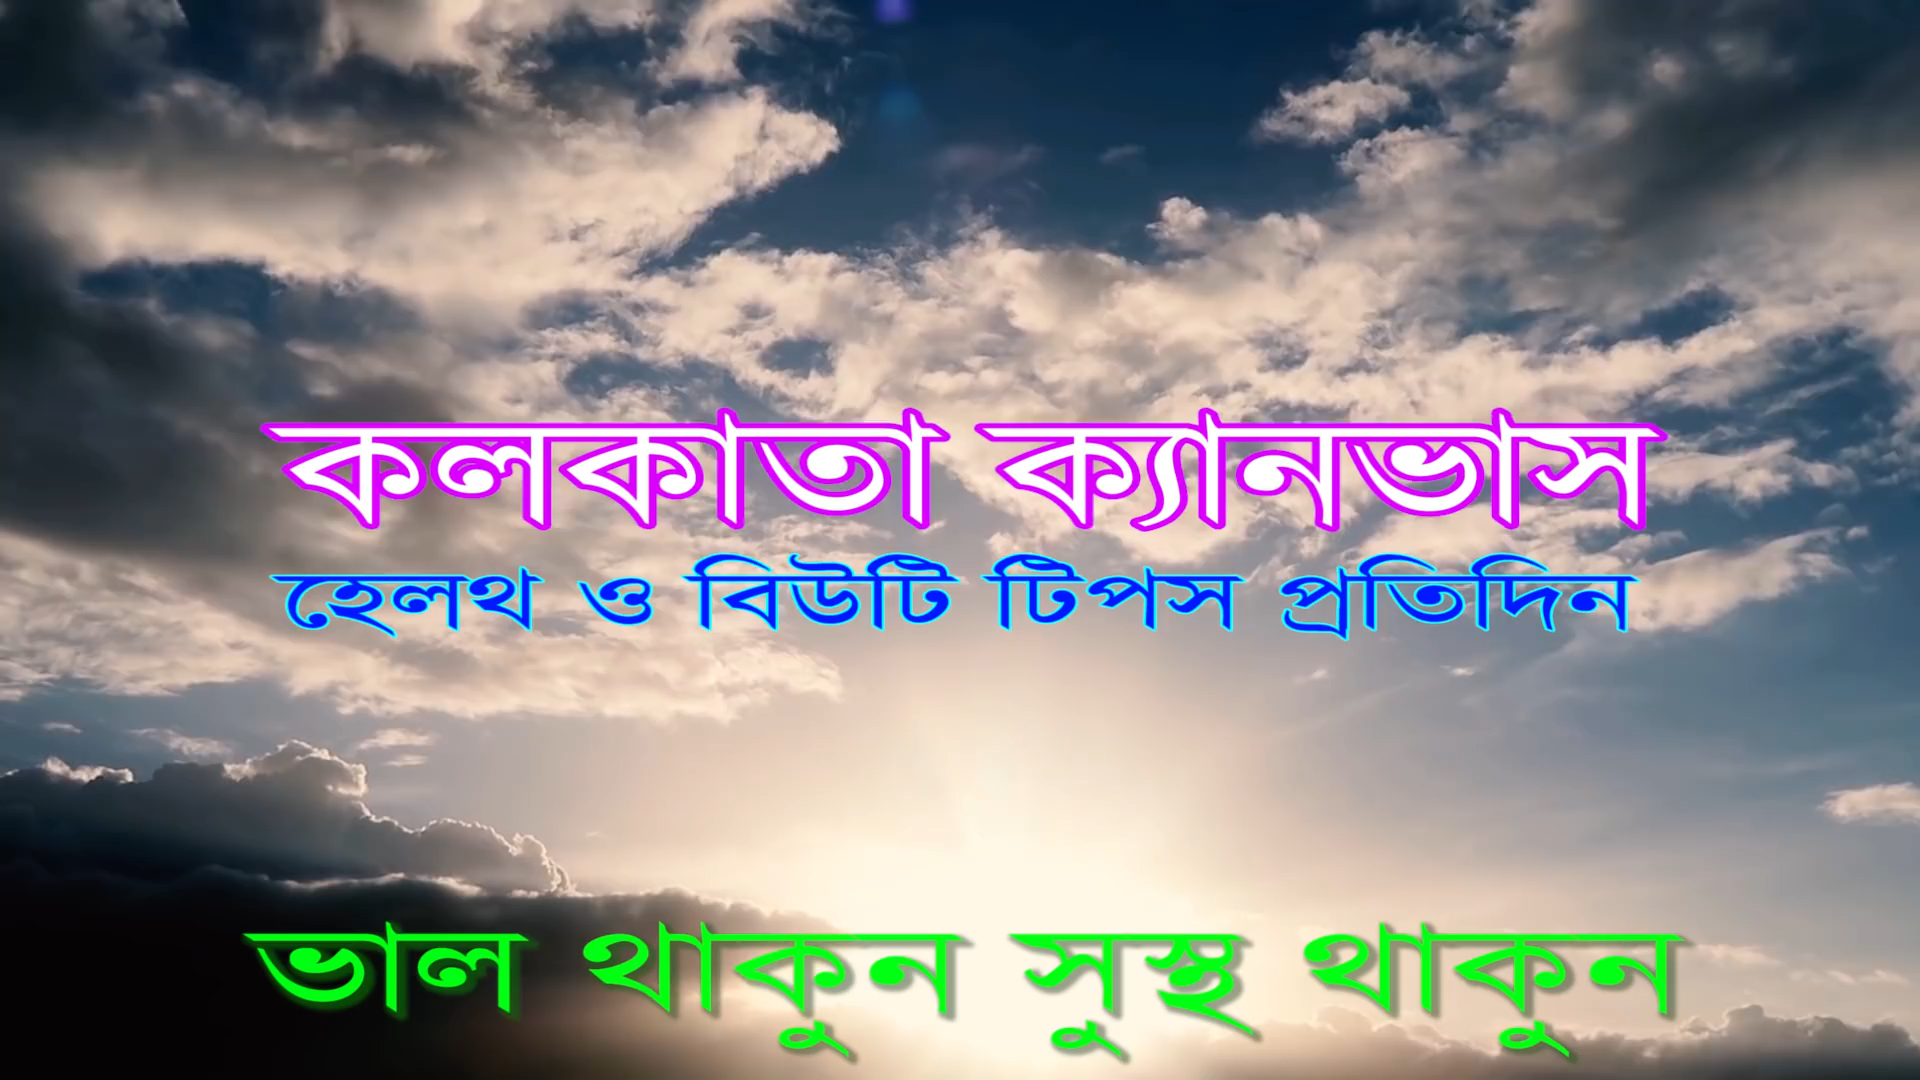 কলকাতা ক্যানভাস
হেলথ ও বিউটি টিপস প্রতিদিন
ভাল থাকুন সুস্থ থাকুন